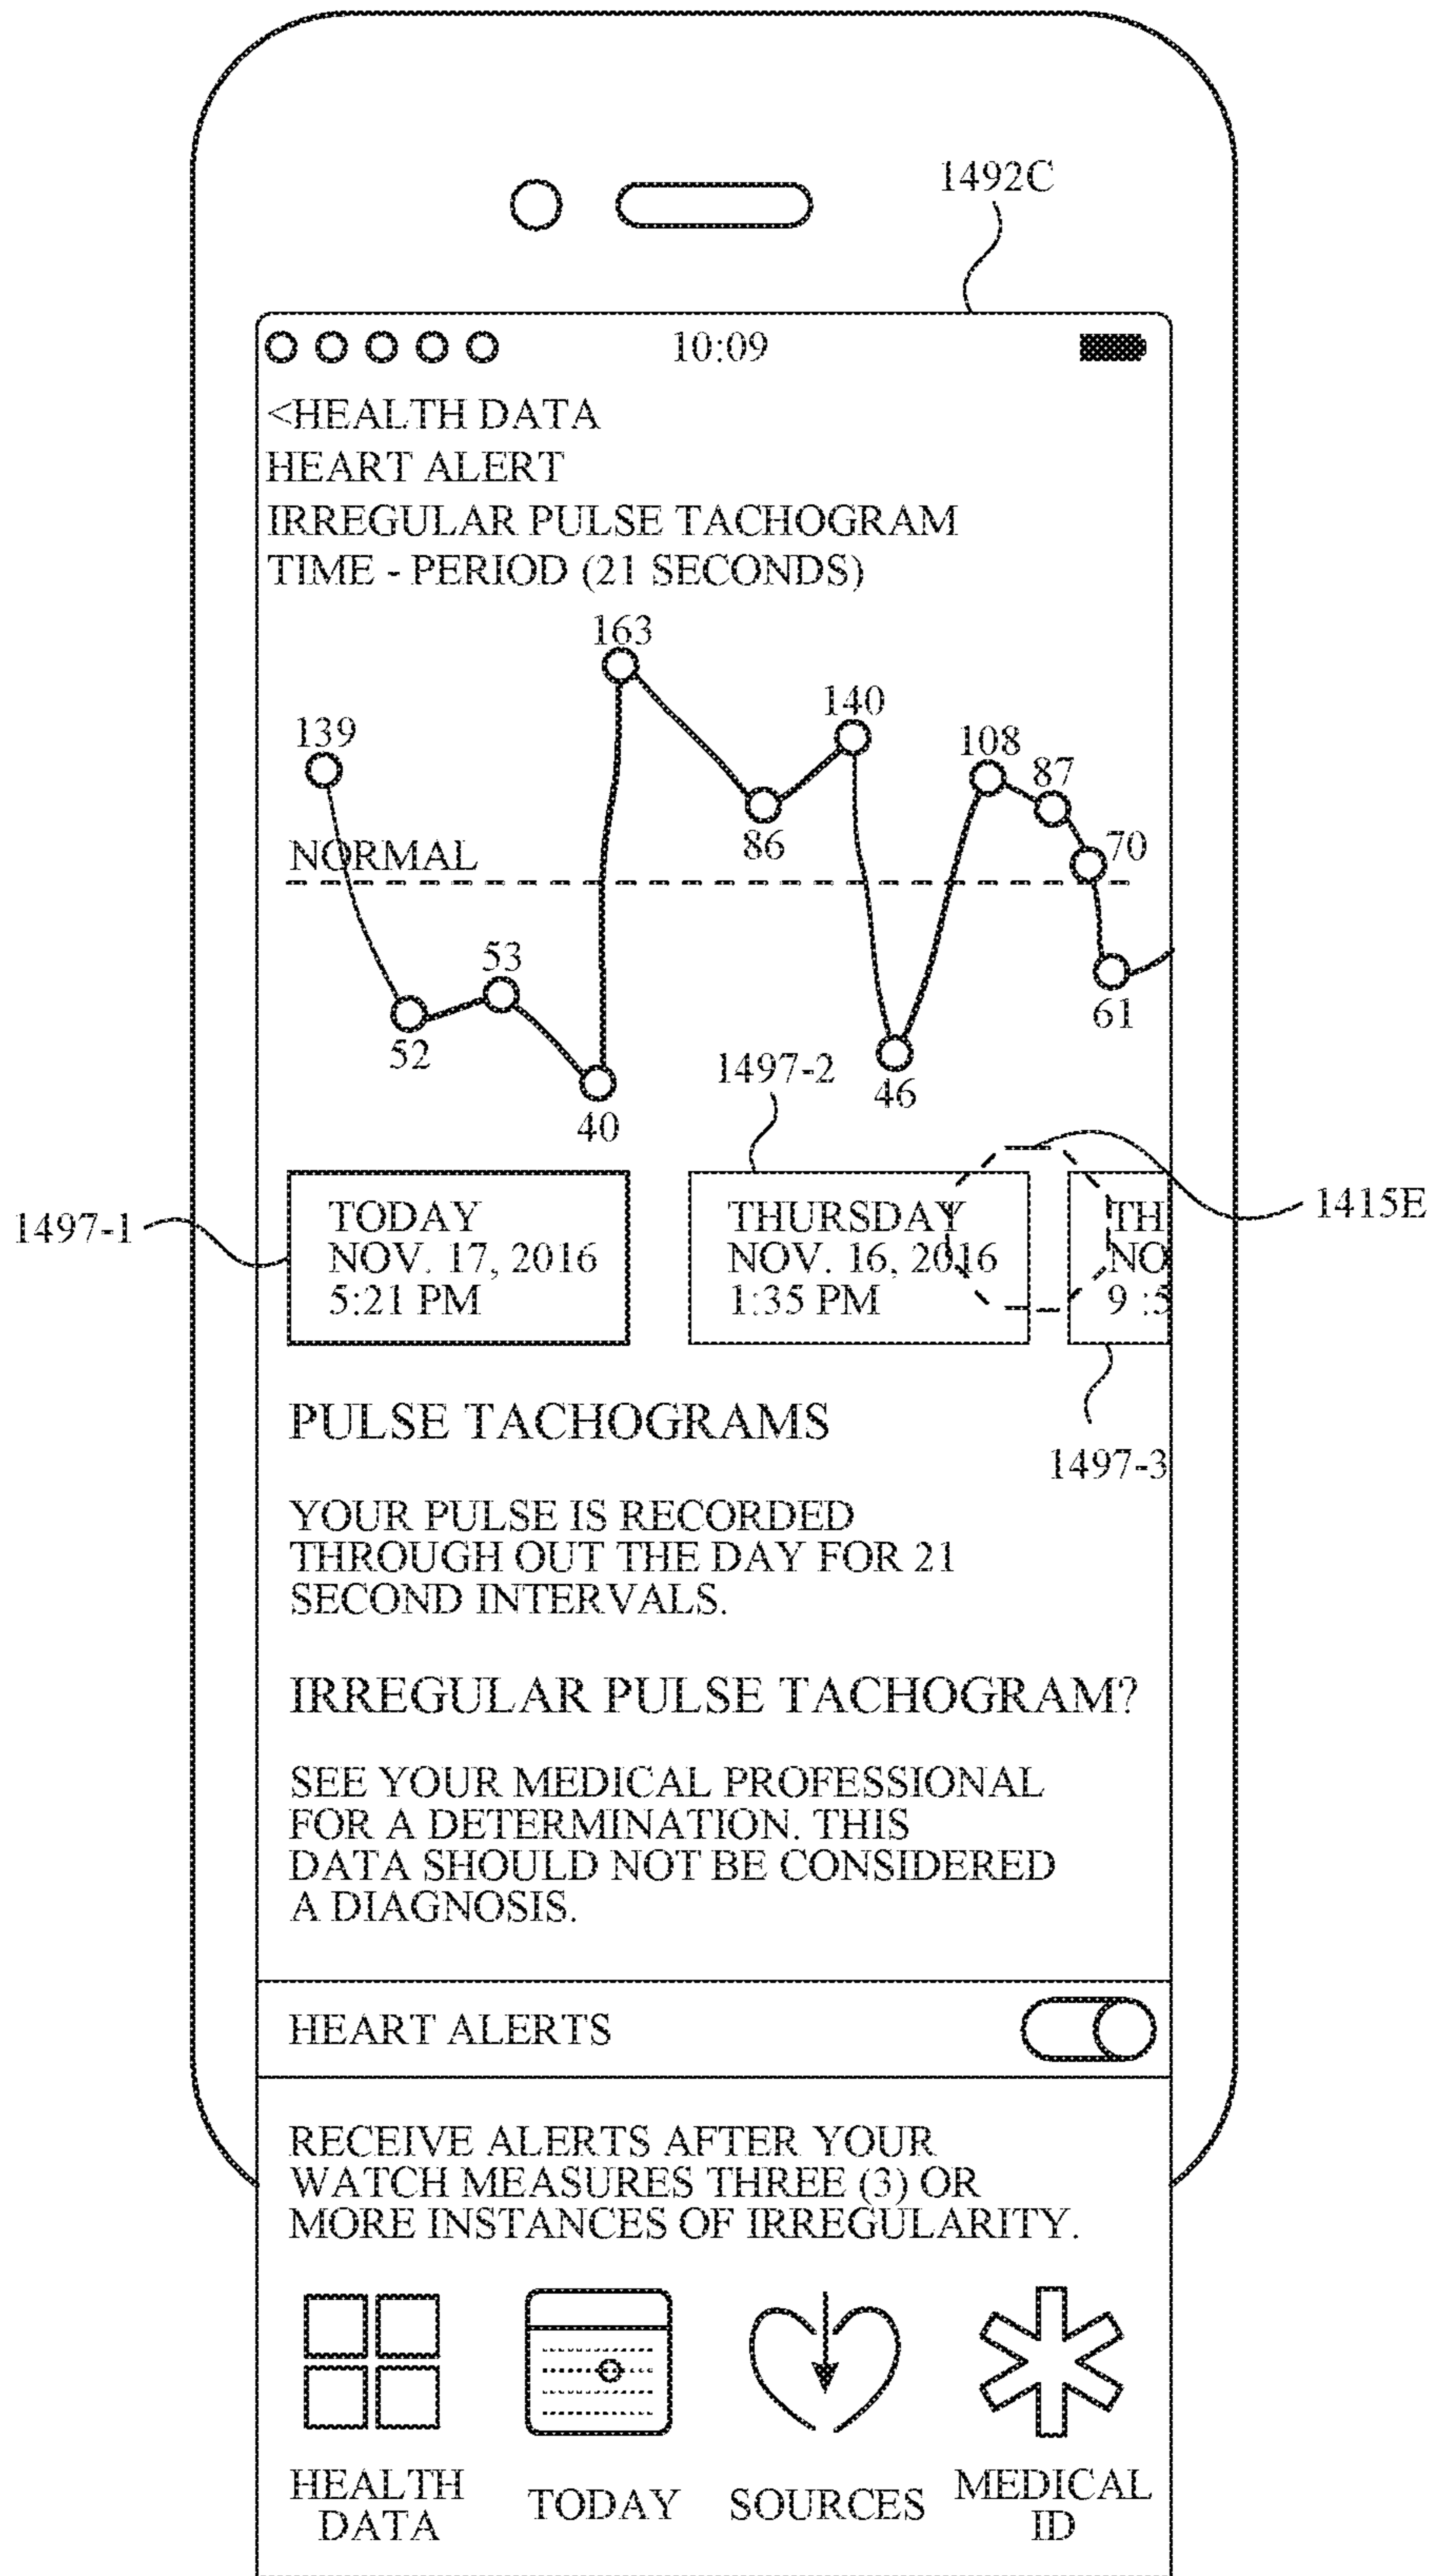 1492C
10:09
<HEALTH DATA
HEART ALERT
IRREGULAR PULSE TACHOGRAM
TIME - PERIOD (21 SECONDS)
163
140
139
108
87
86
70
NORMAL
53
61
52
46
40
1497-2
1497-1
1415E
TODAY
NOV. 17, 2016
5:21 PM
THURSDAY
NOV. 16, 2016
1:35 PM
TH
NO
9 :5
1497-3
PULSE TACHOGRAMS
YOUR PULSE IS RECORDED
THROUGH OUT THE DAY FOR 21
SECOND INTERVALS.
IRREGULAR PULSE TACHOGRAM?
SEE YOUR MEDICAL PROFESSIONAL
FOR A DETERMINATION. THIS
DATA SHOULD NOT BE CONSIDERED
A DIAGNOSIS.
HEART ALERTS
RECEIVE ALERTS AFTER YOUR
WATCH MEASURES THREE (3) OR
MORE INSTANCES OF IRREGULARITY.
HEALTH
DATA
TODAY
SOURCES
MEDICAL
ID